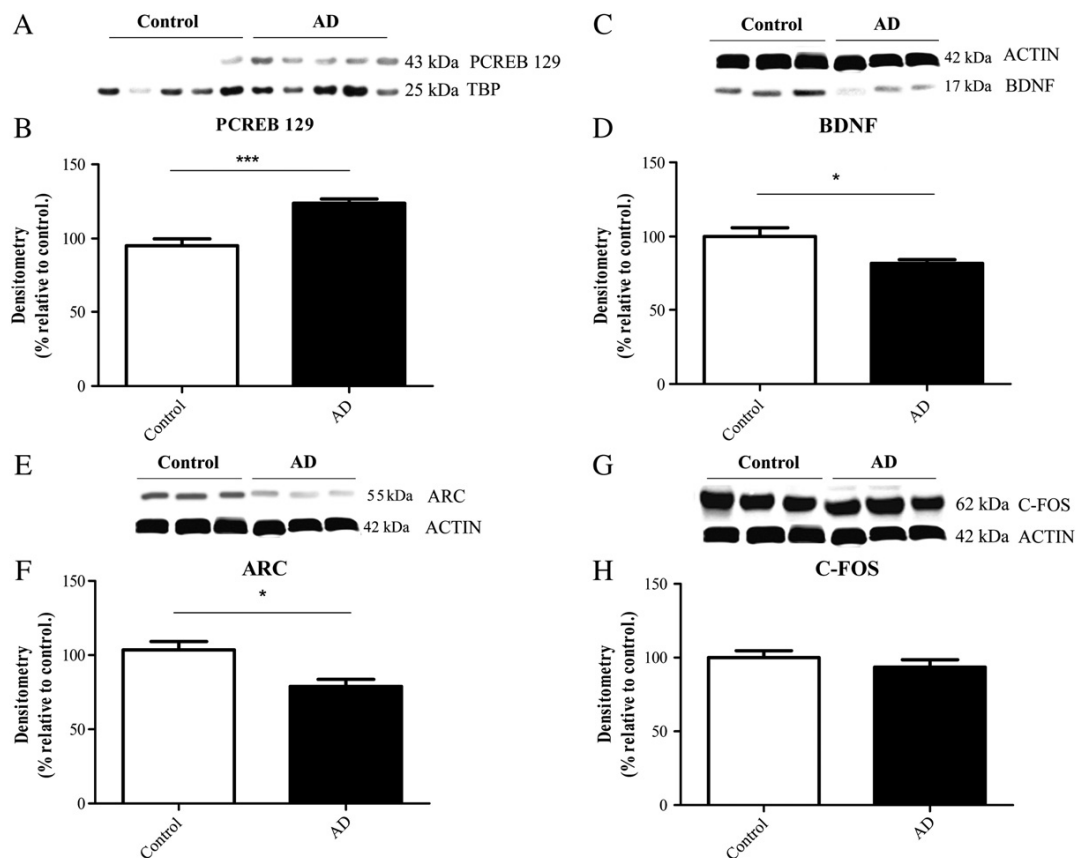 A
Control AD
43 kDa PCREB 129
25 kDa TBP
B
PCREB 129
***
150
100
50
0
Densitometry
(% relative to control.)
Control
AD
C
Control AD
42 kDa ACTIN
17 kDa BDNF
D
BDNF
*
150
100
50
0
Densitometry
(% relative to control.)
Control
AD
E
Control AD
55 kDa ARC
42 kDa ACTIN
F
ARC
*
150
100
50
0
Densitometry
(% relative to control.)
Control
AD
G
Control AD
62 kDa C-FOS
42 kDa ACTIN
H
C-FOS
150
100
50
0
Densitometry
(% relative to control.)
Control
AD